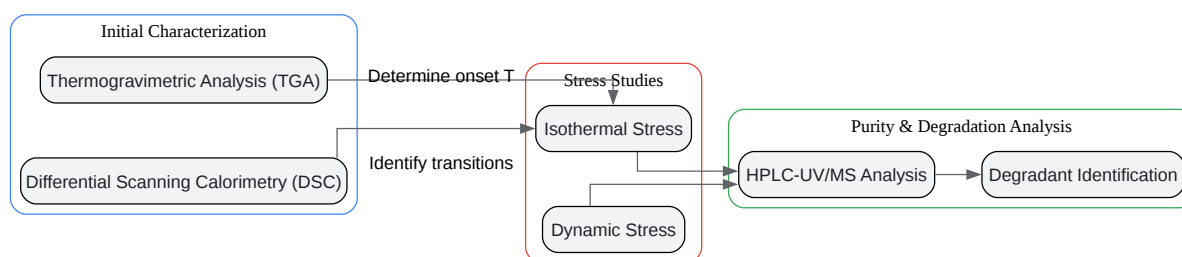 Initial Characterization
Thermogravimetric Analysis (TGA)
Determine onset T
Stress Studies
Isothermal Stress
Purity & Degradation Analysis
Differential Scanning Calorimetry (DSC)
Identify transitions
HPLC-UV/MS Analysis
Degradant Identification
Dynamic Stress